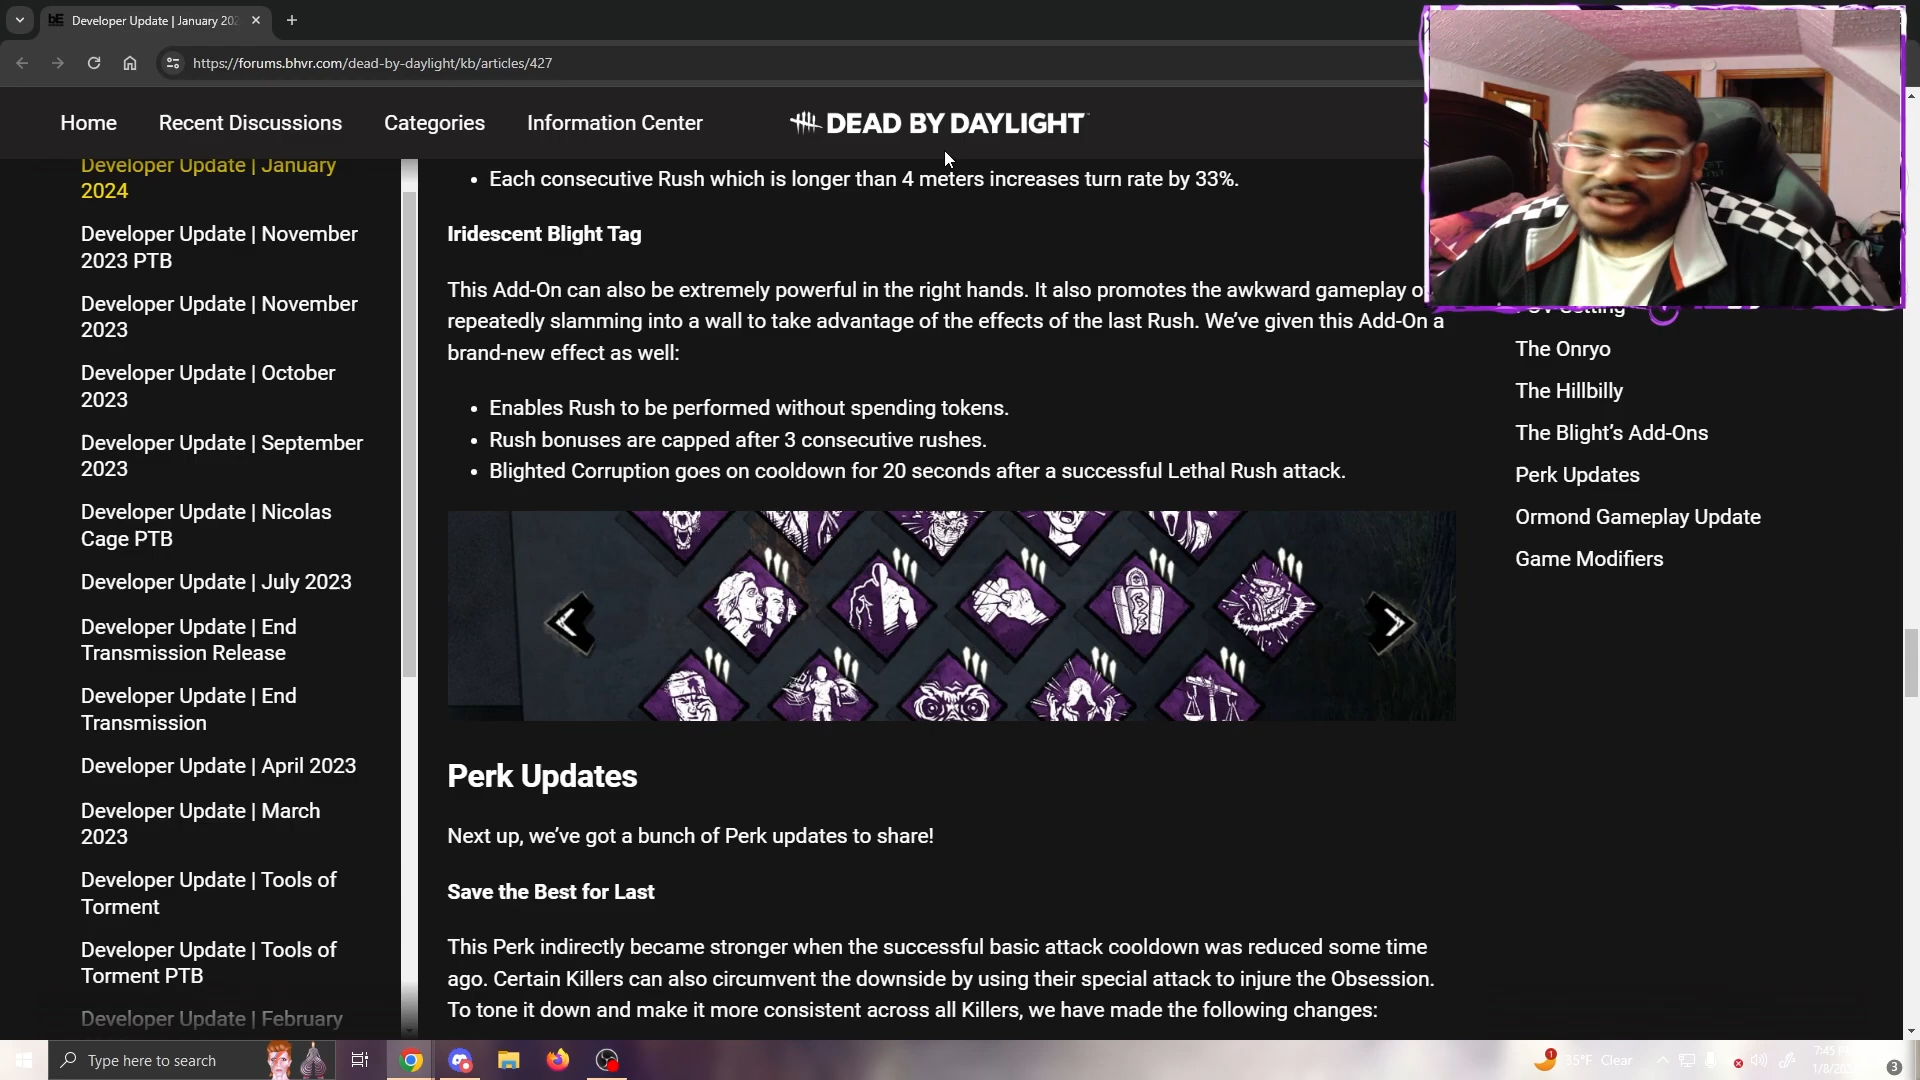 Developer Update | January 202
https://forums.bhvr.com/dead-by-daylight/kb/articles/427
Home
Recent Discussions
Categories
Information Center
DEAD BY DAYLIGHT
Developer Update | January
2024
Developer Update | November
2023 PTB
Developer Update | November
2023
Developer Update | October
2023
Developer Update | September
2023
Developer Update | Nicolas
Cage PTB
Developer Update | July 2023
Developer Update | End
Transmission Release
Developer Update | End
Transmission
Developer Update | April 2023
Developer Update | March
2023
Developer Update | Tools of
Torment
Developer Update | Tools of
Torment PTB
Developer Update | February
• Each consecutive Rush which is longer than 4 meters increases turn rate by 33%.
Iridescent Blight Tag
This Add-On can also be extremely powerful in the right hands. It also promotes the awkward gameplay o
repeatedly slamming into a wall to take advantage of the effects of the last Rush. We've given this Add-On a
brand-new effect as well:
• Enables Rush to be performed without spending tokens.
• Rush bonuses are capped after 3 consecutive rushes.
• Blighted Corruption goes on cooldown for 20 seconds after a successful Lethal Rush attack.
Perk Updates
Next up, we've got a bunch of Perk updates to share!
Save the Best for Last
This Perk indirectly became stronger when the successful basic attack cooldown was reduced some time
ago. Certain Killers can also circumvent the downside by using their special attack to injure the Obsession.
To tone it down and make it more consistent across all Killers, we have made the following changes:
The Onryo
The Hillbilly
The Blight's Add-Ons
Perk Updates
Ormond Gameplay Update
Game Modifiers
Type here to search
1
35°F Clear
3